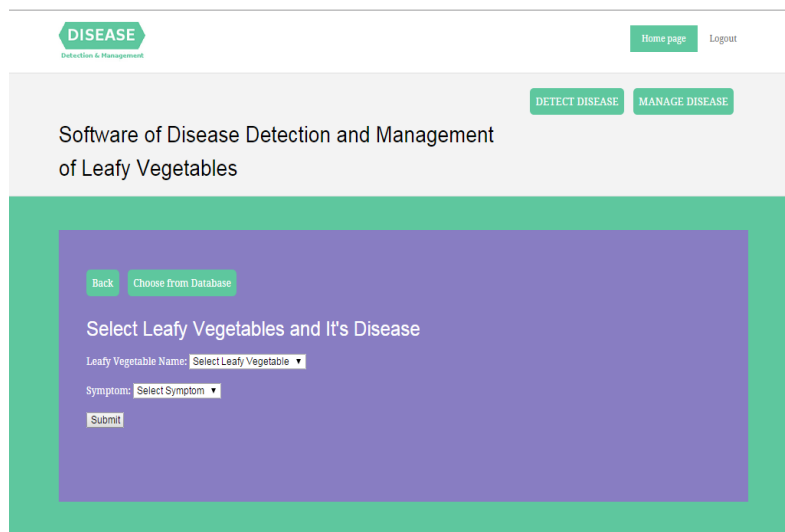 DISEASE
Detection & Management
Home page Logout
DETECT DISEASE MANAGE DISEASE
Software of Disease Detection and Management
of Leafy Vegetables
Back Choose from Database
Select Leafy Vegetables and It's Disease
Leafy Vegetable Name: Select Leafy Vegetable
Symptom: Select Symptom
Submit